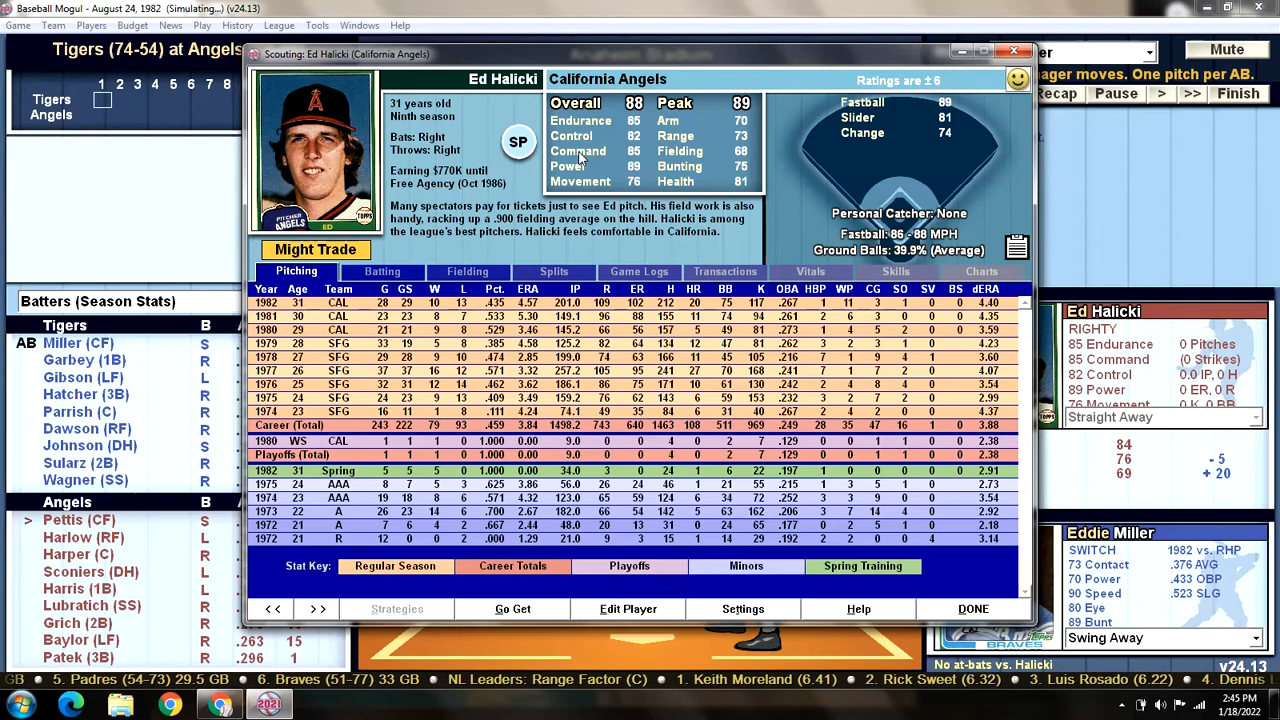 Baseball Mogul - August 24, 1982 (Simulating...) (v24.13)
Game Team Players Budget News Play History League Tools Windows Help
Tigers (74-54) at Angels
1 2 3 4 5 6 7 8
Tigers
Angels
Mute
One pitch per AB.
Pause > >> Finish
Scouting: Ed Halicki (California Angels)
Ed Halicki
California Angels
Ratings are ± 6
PITCHER
ANGELS
ED
TOPPS
31 years old
Ninth season
Bats: Right
Throws: Right
Earning $770K until
Free Agency (Oct 1986)
SP
Overall 88 Peak 89
Endurance 85 Arm 70
Control 82 Range 73
Command 85 Fielding 68
Power 89 Bunting 75
Movement 76 Health 81
Fastball 89
Slider 81
Change 74
Personal Catcher: None
Fastball: 86 - 88 MPH
Ground Balls: 39.9% (Average)
Many spectators pay for tickets just to see Ed pitch. His field work is also
handy, racking up a .900 fielding average on the hill. Halicki is among
the league's best pitchers. Halicki feels comfortable in California.
Might Trade
Pitching Batting Fielding Splits Game Logs Transactions Vitals Skills Charts
Year Age Team G GS W L Pct. ERA IP R ER H HR BB K OBA HBP WP CG SO SV BS dERA
1982 31 CAL 28 29 10 13 .435 4.57 201.0 109 102 212 20 75 117 .267 1 11 3 1 0 0 4.40
1981 30 CAL 23 23 8 7 .533 5.30 149.1 96 88 155 11 74 94 .261 2 6 3 0 0 0 4.35
1980 29 CAL 21 21 9 8 .529 3.46 145.2 66 56 157 5 49 81 .273 1 4 5 2 0 0 3.59
1979 28 SFG 33 19 5 8 .385 4.58 125.2 82 64 134 12 47 81 .262 3 2 3 1 0 0 4.23
1978 27 SFG 29 28 9 10 .474 2.85 199.0 74 63 166 11 45 105 .216 7 1 9 4 1 0 3.60
1977 26 SFG 37 37 16 12 .571 3.32 257.2 105 95 241 27 70 168 .241 7 1 7 1 0 0 4.07
1976 25 SFG 32 31 12 14 .462 3.62 186.1 86 75 171 10 61 130 .242 2 4 8 4 0 0 3.54
1975 24 SFG 24 23 9 13 .409 3.49 159.2 76 62 143 6 59 153 .232 3 2 7 2 0 0 2.99
1974 23 SFG 16 11 1 8 .111 4.24 74.1 49 35 84 6 31 40 .267 2 4 2 0 0 0 4.37
Career (Total) 243 222 79 93 .459 3.84 1498.2 743 640 1463 108 511 969 .249 28 35 47 16 1 0 3.88
1980 WS CAL 1 1 1 0 1.000 0.00 9.0 0 0 4 0 2 7 .129 0 0 1 1 0 0 2.38
Playoffs (Total) 1 1 1 0 1.000 0.00 9.0 0 0 4 0 2 7 .129 0 0 1 1 0 0 2.38
1982 31 Spring 5 5 5 0 1.000 0.00 34.0 3 0 24 1 6 22 .197 1 0 0 0 0 0 2.91
1975 24 AAA 8 7 5 3 .625 3.86 56.0 26 24 46 1 21 55 .215 1 3 5 1 0 0 2.73
1974 23 AAA 19 18 8 6 .571 4.32 123.0 65 59 124 6 34 72 .252 3 3 9 0 0 0 3.54
1973 22 A 26 23 14 6 .700 2.67 182.0 66 54 142 5 63 162 .206 3 7 14 4 0 0 2.92
1972 21 A 7 6 4 2 .667 2.44 48.0 20 13 31 0 24 65 .177 0 2 5 1 0 0 2.18
1972 21 R 12 0 0 2 .000 1.29 21.0 9 3 15 1 14 29 .192 2 2 0 0 4 0 3.14
Stat Key: Regular Season Career Totals Playoffs Minors Spring Training
<< >> Strategies Go Get Edit Player Settings Help DONE
Batters (Season Stats)
Tigers B
AB Miller (CF) S
Garbey (1B) R
Gibson (LF) L
Hatcher (3B) R
Parrish (C) R
Dawson (RF) R
Johnson (DH) S
Sularz (2B) R
Wagner (SS) R
Angels B
> Pettis (CF) S
Harlow (RF) L
Harper (C) R
Sconiers (DH) L
Harris (1B) L
Lubratich (SS) R
Grich (2B) R
Baylor (LF) R .263 15
Patek (3B) R .296 1
Ed Halicki
RIGHTY
85 Endurance 0 Pitches
85 Command (0 Strikes)
82 Control 0.0 IP, 0 H
89 Power 0 ER, 0 R
76 Movement 0 K, 0 BB
Straight Away
84
76 - 5
69 + 20
Eddie Miller
SWITCH 1982 vs. RHP
73 Contact .376 AVG
70 Power .433 OBP
90 Speed .523 SLG
80 Eye
89 Bunt
BRAVES
Swing Away
No at-bats vs. Halicki
v24.13
GB • 5. Padres (54-73) 29.5 GB • 6. Braves (51-77) 33 GB • NL Leaders: Range Factor (C) • 1. Keith Moreland (6.41) • 2. Rick Sweet (6.32) • 3. Luis Rosado (6.22) • 4. Dennis
2021
2:45 PM
1/18/2022